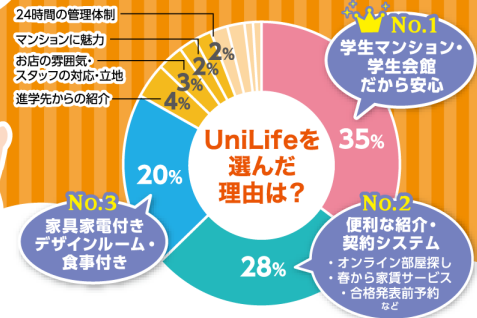 24時間の管理体制
マンションに魅力
お店の雰囲気・
スタッフの対応・立地
進学先からの紹介
2%
2%
3%
4%
No.1
学生マンション・
学生会館
だから安心
35%
UniLifeを
選んだ
理由は?
20%
No.3
家具家電付き
デザインルーム・
食事付き
28%
No.2
便利な紹介・
契約システム
・オンライン部屋探し
・春から家賃サービス
・合格発表前予約
など